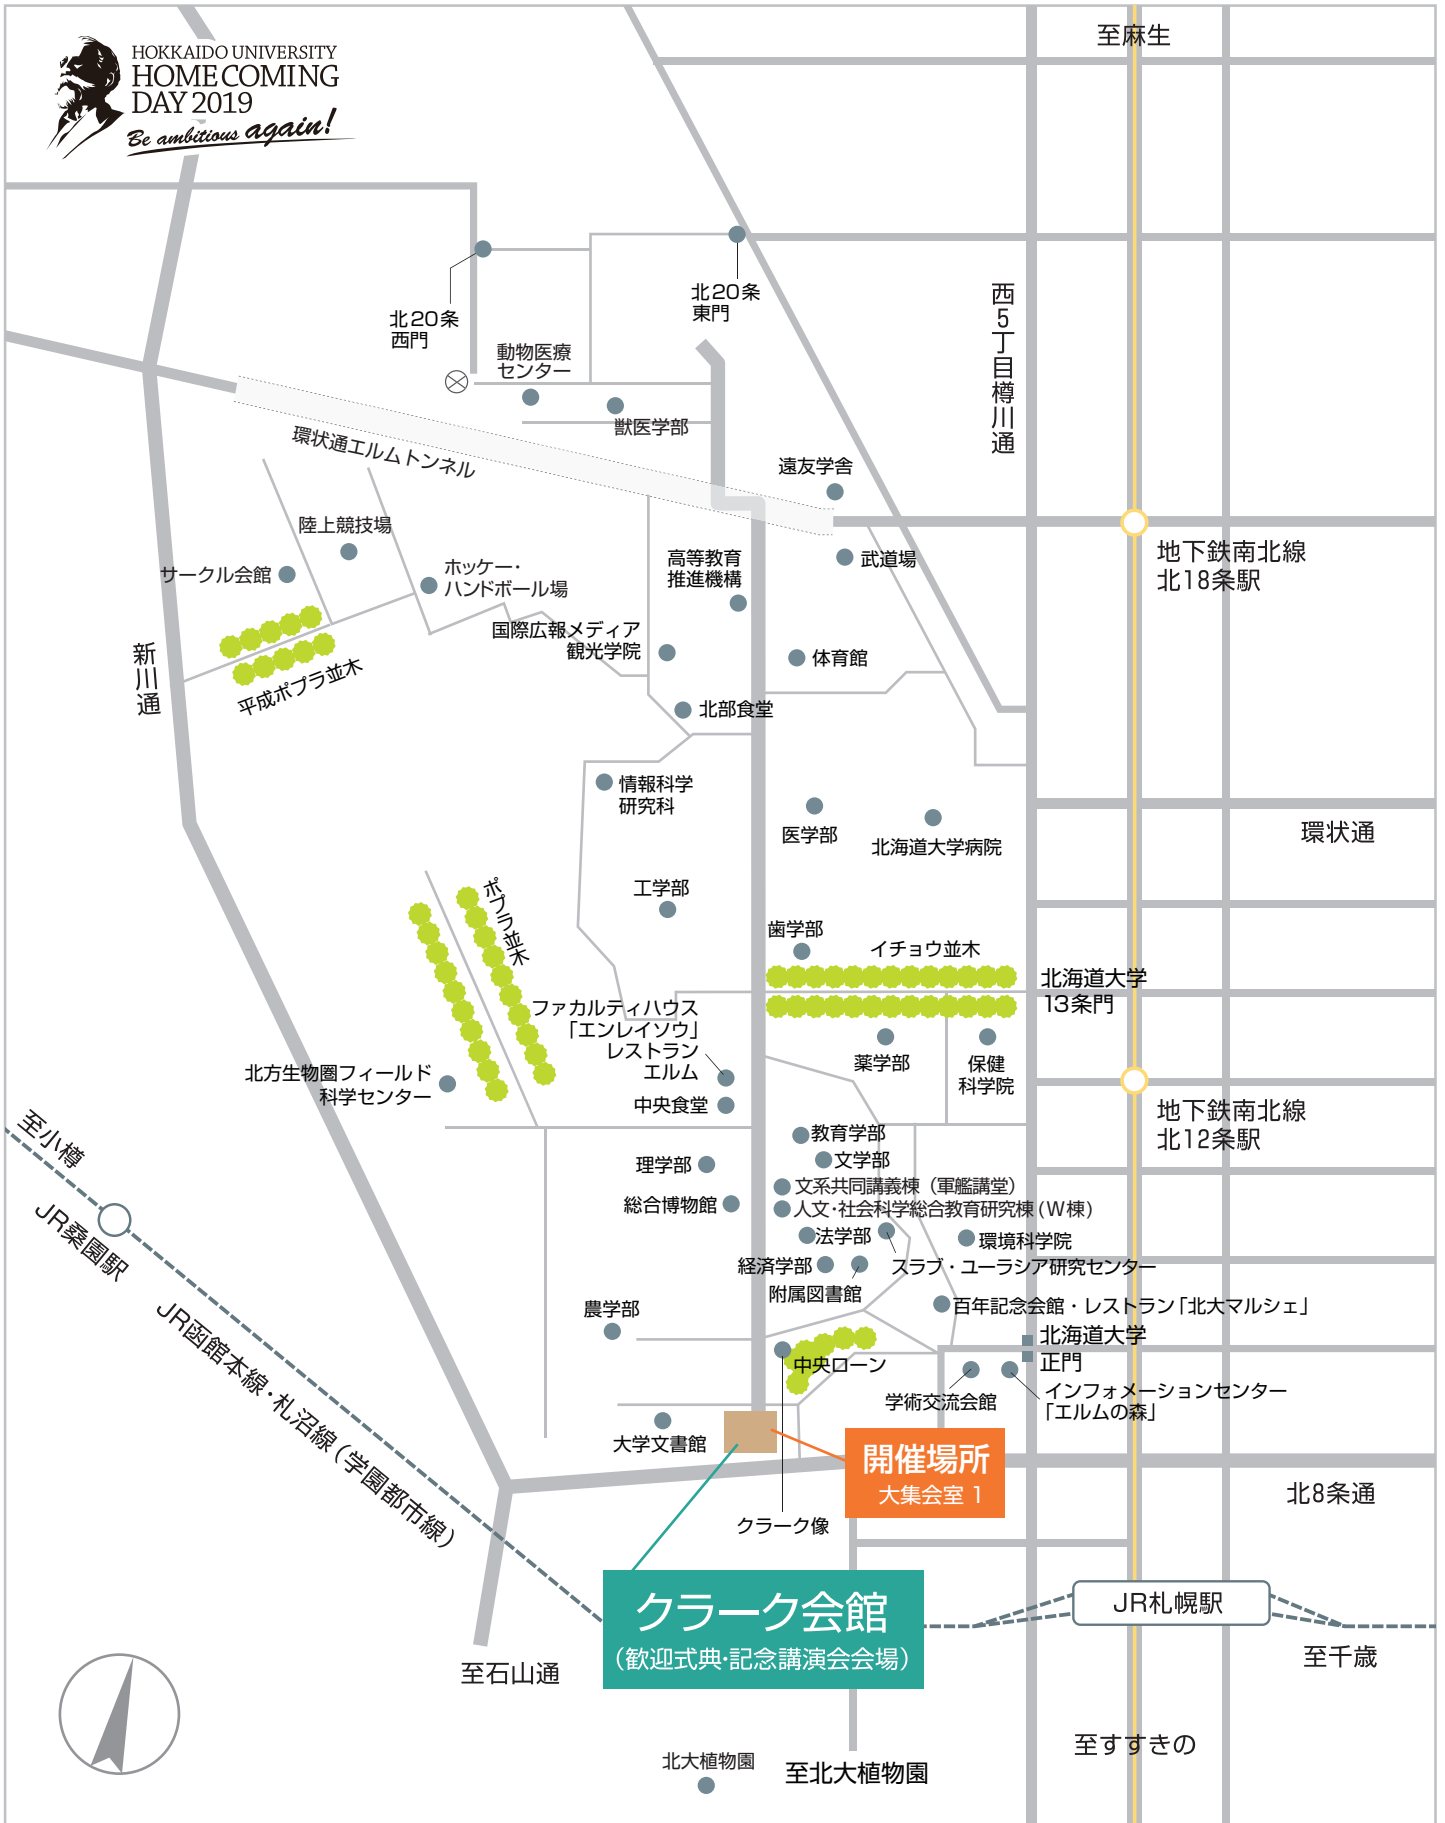 HOKKAIDO UNIVERSITY
HOME COMING
DAY 2019
Be ambitious again!
至麻生
北20条
西門
北20条
東門
西5丁目樽川通
動物医療
センター
獣医学部
環状通エルムトンネル
遠友学舎
陸上競技場
サークル会館
ホッケー・
ハンドボール場
高等教育
推進機構
武道場
地下鉄南北線
北18条駅
国際広報メディア
観光学院
体育館
新川通
平成ポプラ並木
北部食堂
情報科学
研究科
医学部
北海道大学病院
環状通
工学部
ポプラ並木
歯学部
イチョウ並木
北海道大学
13条門
ファカルティハウス
「エンレイソウ」
レストラン
エルム
薬学部
保健
科学院
北方生物圏フィールド
科学センター
中央食堂
地下鉄南北線
北12条駅
至小樽
JR桑園駅
教育学部
文学部
理学部
文系共同講義棟（軍艦講堂）
総合博物館
人文・社会科学総合教育研究棟(W棟)
法学部
環境科学院
経済学部
スラブ・ユーラシア研究センター
附属図書館
農学部
百年記念会館・レストラン「北大マルシェ」
北海道大学
正門
中央ローン
学術交流会館
インフォメーションセンター
「エルムの森」
JR函館本線・札沼線（学園都市線）
大学文書館
開催場所
大集会室 1
北8条通
クラーク像
クラーク会館
（歓迎式典・記念講演会会場）
JR札幌駅
至千歳
至石山通
至すすきの
北大植物園
至北大植物園